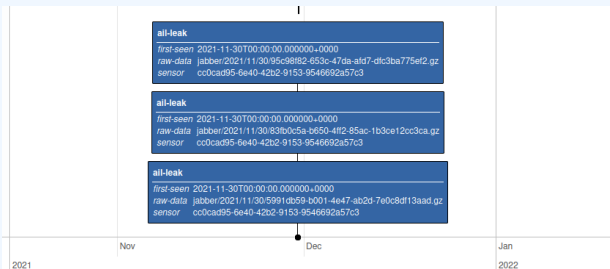 ail-leak
first-seen 2021-11-30T00:00:00.000000+0000
raw-data jabber/2021/11/30/95c98f82-653c-47da-afd7-dfc3ba775ef2.gz
sensor cc0cad95-6e40-42b2-9153-9546692a57c3
ail-leak
first-seen 2021-11-30T00:00:00.000000+0000
raw-data jabber/2021/11/30/83fb0c5a-b650-4ff2-85ac-1b3ce12cc3ca.gz
sensor cc0cad95-6e40-42b2-9153-9546692a57c3
ail-leak
first-seen 2021-11-30T00:00:00.000000+0000
raw-data jabber/2021/11/30/5991db59-b001-4e47-ab2d-7e0c8df13aad.gz
sensor cc0cad95-6e40-42b2-9153-9546692a57c3
Nov Dec Jan
2021 2022